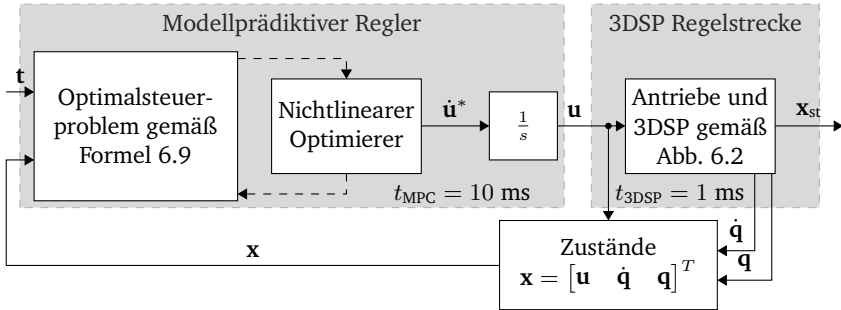 Modellprädiktiver Regler
3DSP Regelstrecke
t
Optimalsteuer-
problem gemäß
Formel 6.9
Nichtlinearer
Optimierer
u̇*
1/s
u
Antriebe und
3DSP gemäß
Abb. 6.2
x_st
t_MPC = 10 ms
t_3DSP = 1 ms
q̇
q
x
Zustände
x = [u q̇ q]^T